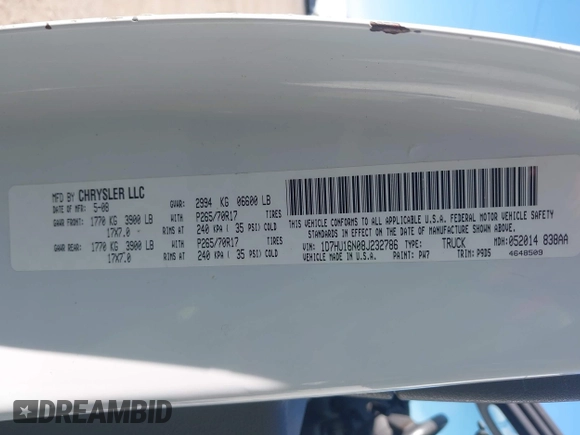 MFD BY CHRYSLER LLC
DATE OF MFR: 5-08
GVWR: 2994 KG 06600 LB
GAWR FRONT: 1770 KG 3900 LB WITH P265/70R17 TIRES
17X7.0 RIMS AT 240 KPA ( 35 PSI) COLD
GAWR REAR: 1770 KG 3900 LB WITH P265/70R17 TIRES
17X7.0 RIMS AT 240 KPA ( 35 PSI) COLD
THIS VEHICLE CONFORMS TO ALL APPLICABLE U.S.A. FEDERAL MOTOR VEHICLE SAFETY
STANDARDS IN EFFECT ON THE DATE OF MANUFACTURE SHOWN ABOVE.
VIN: 1D7HU16N08J232786 TYPE: TRUCK MDH: 052014 838AA
VEHICLE MADE IN U.S.A. PAINT: PW7 TRIM: P9D5 4648509
DREAMBID